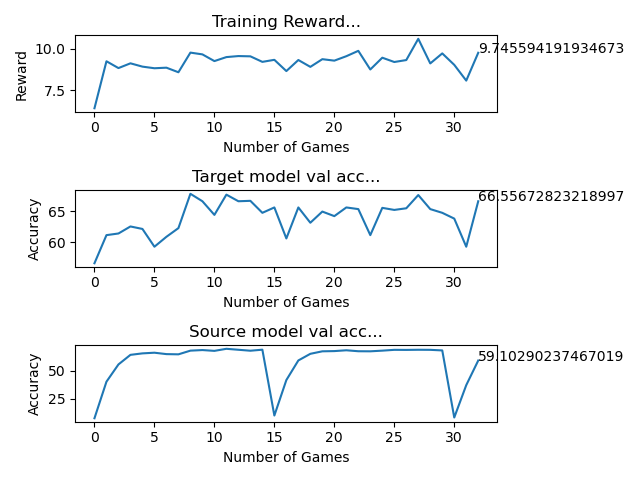 Training Reward...
Reward
10.0
7.5
9.745594191934673
0 5 10 15 20 25 30
Number of Games
Target model val acc...
Accuracy
65
60
66.55672823218997
0 5 10 15 20 25 30
Number of Games
Source model val acc...
Accuracy
50
25
59.10290237467019
0 5 10 15 20 25 30
Number of Games